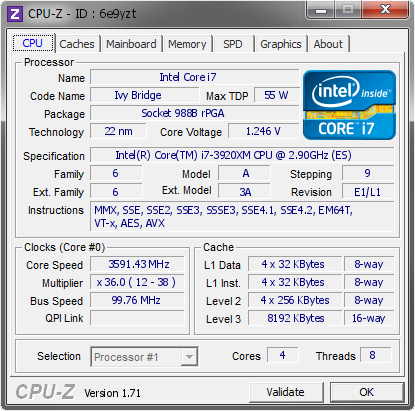 CPU-Z - ID : 6e9yzt
CPU Caches Mainboard Memory SPD Graphics About
Processor
Name Intel Core i7
Code Name Ivy Bridge Max TDP 55 W
Package Socket 988B rPGA
Technology 22 nm Core Voltage 1.246 V
intel inside™
CORE™ i7
Specification Intel(R) Core(TM) i7-3920XM CPU @ 2.90GHz (ES)
Family 6 Model A Stepping 9
Ext. Family 6 Ext. Model 3A Revision E1/L1
Instructions MMX, SSE, SSE2, SSE3, SSSE3, SSE4.1, SSE4.2, EM64T,
VT-x, AES, AVX
Clocks (Core #0)
Core Speed 3591.43 MHz
Multiplier x 36.0 ( 12 - 38 )
Bus Speed 99.76 MHz
QPI Link
Cache
L1 Data 4 x 32 KBytes 8-way
L1 Inst. 4 x 32 KBytes 8-way
Level 2 4 x 256 KBytes 8-way
Level 3 8192 KBytes 16-way
Selection Processor #1 Cores 4 Threads 8
CPU-Z Version 1.71 Validate OK